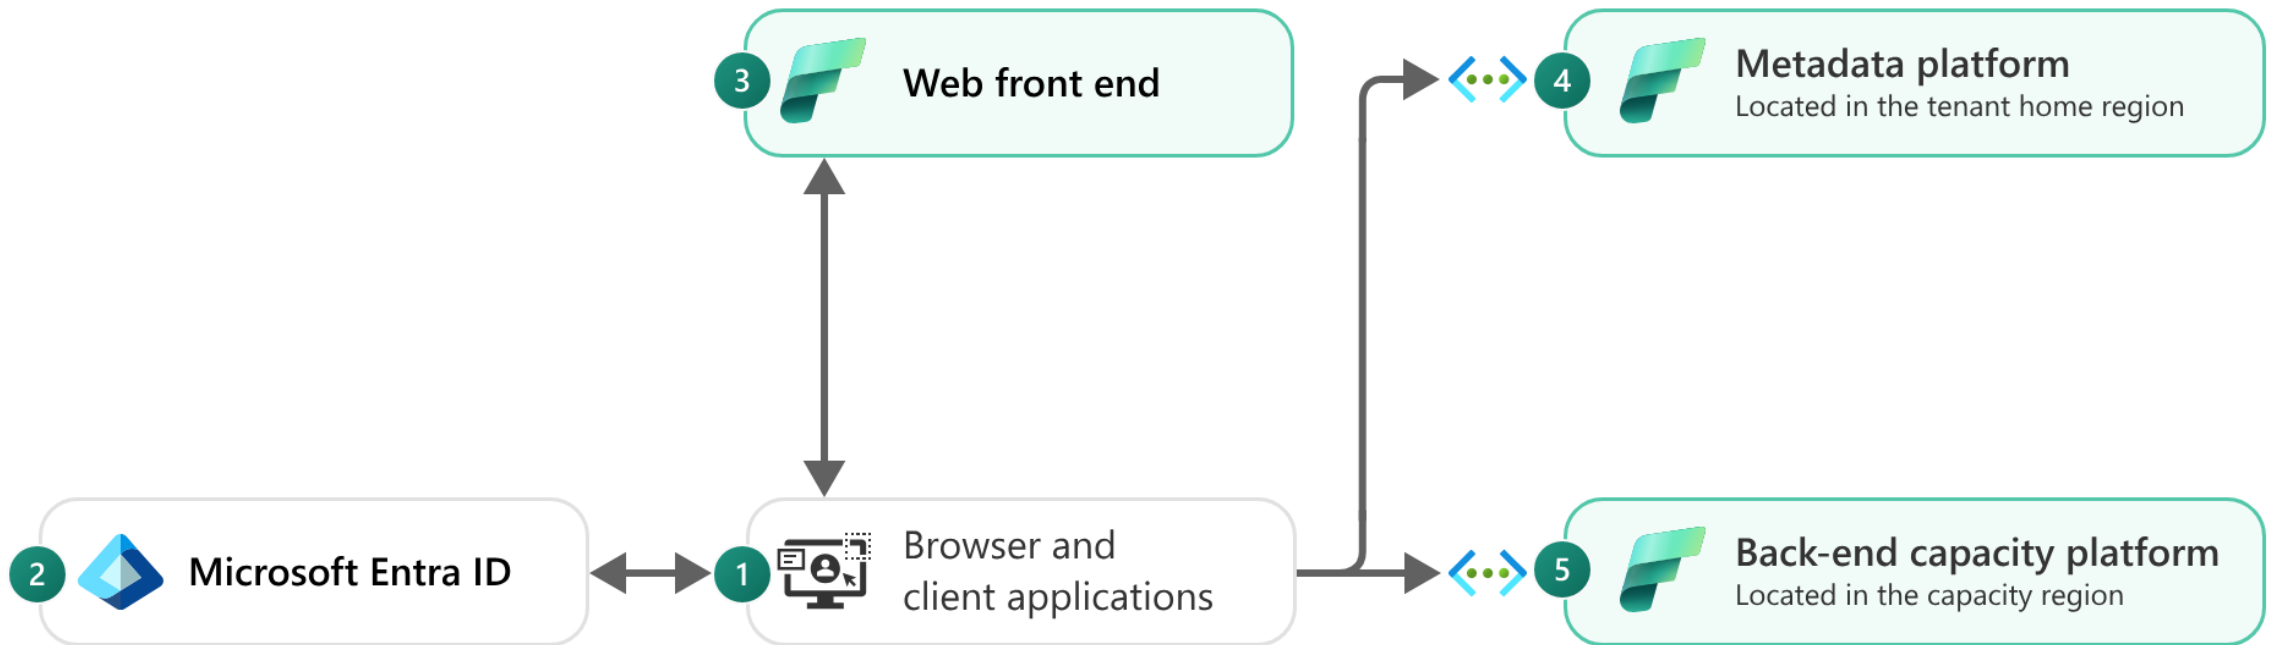 3
Web front end
4
Metadata platform
Located in the tenant home region
2
Microsoft Entra ID
1
Browser and
client applications
5
Back-end capacity platform
Located in the capacity region